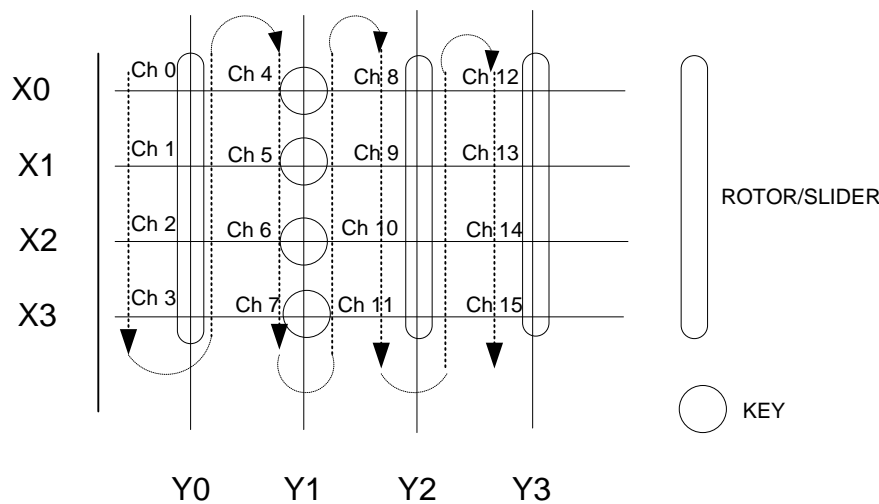 Ch 0
Ch 4
Ch 8
Ch 12
X0
Ch 1
Ch 5
Ch 9
Ch 13
X1
ROTOR/SLIDER
Ch 2
Ch 6
Ch 10
Ch 14
X2
Ch 3
Ch 7
Ch 11
Ch 15
X3
KEY
Y0
Y1
Y2
Y3